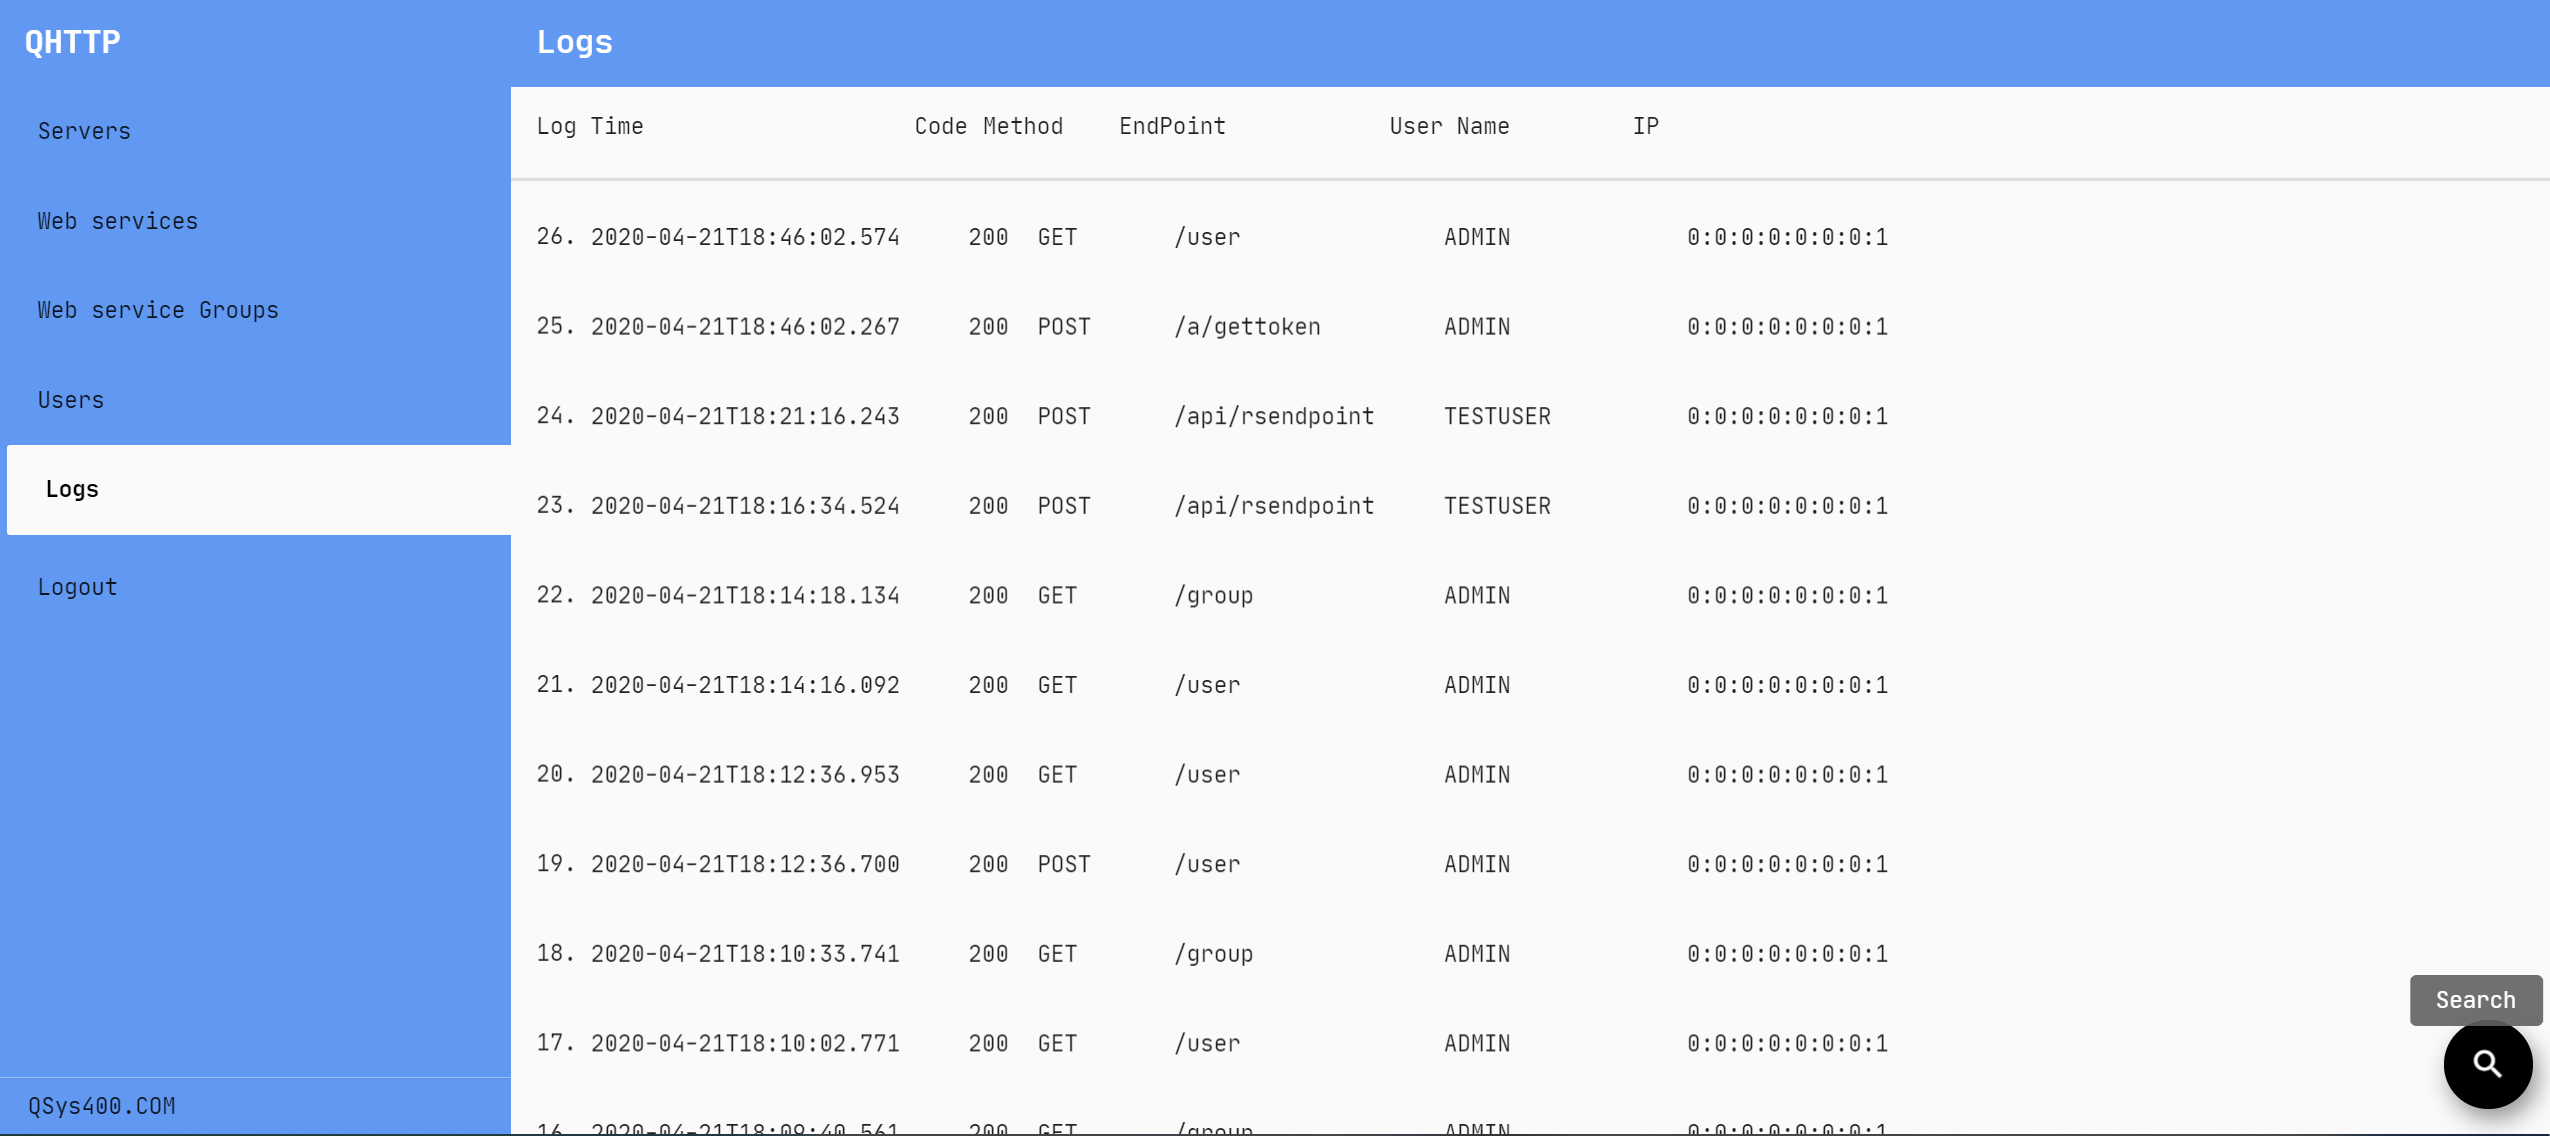 QHTTP
Servers
Web services
Web service Groups
Users
Logs
Logout
QSys400.COM
Logs
Log Time Code Method EndPoint User Name IP
26. 2020-04-21T18:46:02.574 200 GET /user ADMIN 0:0:0:0:0:0:0:1
25. 2020-04-21T18:46:02.267 200 POST /a/gettoken ADMIN 0:0:0:0:0:0:0:1
24. 2020-04-21T18:21:16.243 200 POST /api/rsendpoint TESTUSER 0:0:0:0:0:0:0:1
23. 2020-04-21T18:16:34.524 200 POST /api/rsendpoint TESTUSER 0:0:0:0:0:0:0:1
22. 2020-04-21T18:14:18.134 200 GET /group ADMIN 0:0:0:0:0:0:0:1
21. 2020-04-21T18:14:16.092 200 GET /user ADMIN 0:0:0:0:0:0:0:1
20. 2020-04-21T18:12:36.953 200 GET /user ADMIN 0:0:0:0:0:0:0:1
19. 2020-04-21T18:12:36.700 200 POST /user ADMIN 0:0:0:0:0:0:0:1
18. 2020-04-21T18:10:33.741 200 GET /group ADMIN 0:0:0:0:0:0:0:1
17. 2020-04-21T18:10:02.771 200 GET /user ADMIN 0:0:0:0:0:0:0:1
16. 2020-04-21T18:09:40.561 200 GET /group ADMIN 0:0:0:0:0:0:0:1
Search